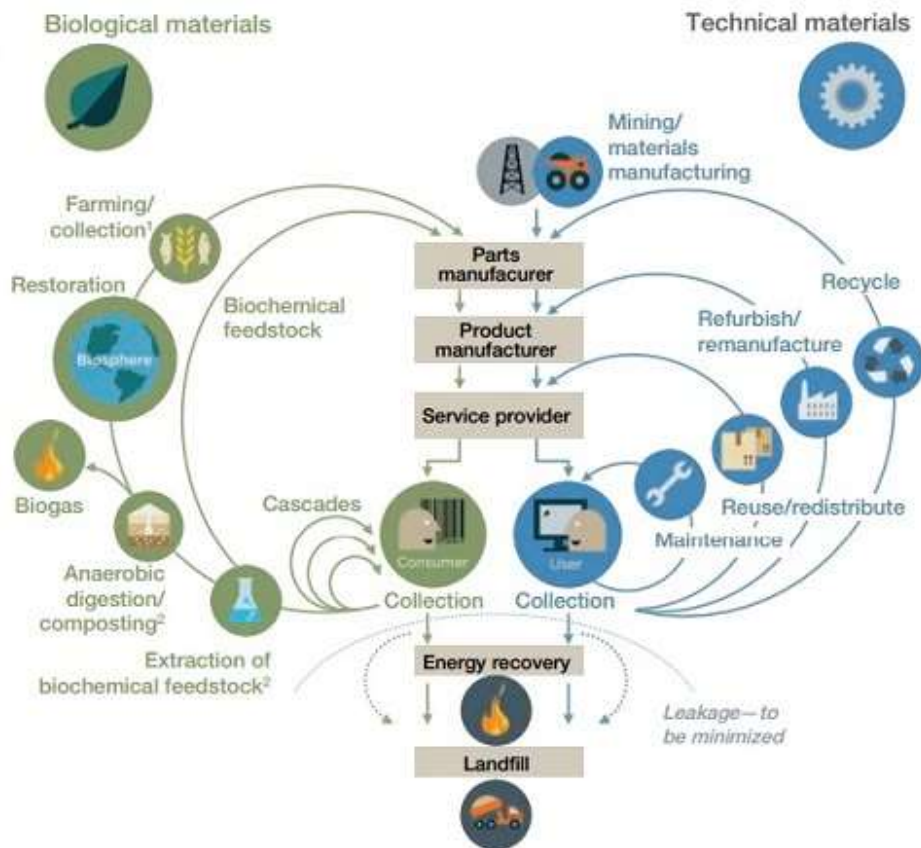 Biological materials
Technical materials
Mining/
materials
manufacturing
Farming/
collection¹
Parts
manufacurer
Restoration
Biochemical
feedstock
Recycle
Refurbish/
remanufacture
Biosphere
Product
manufacturer
Service provider
Biogas
Cascades
Reuse/redistribute
Maintenance
Consumer
User
Anaerobic
digestion/
composting²
Collection
Collection
Extraction of
biochemical feedstock²
Energy recovery
Leakage—to
be minimized
Landfill